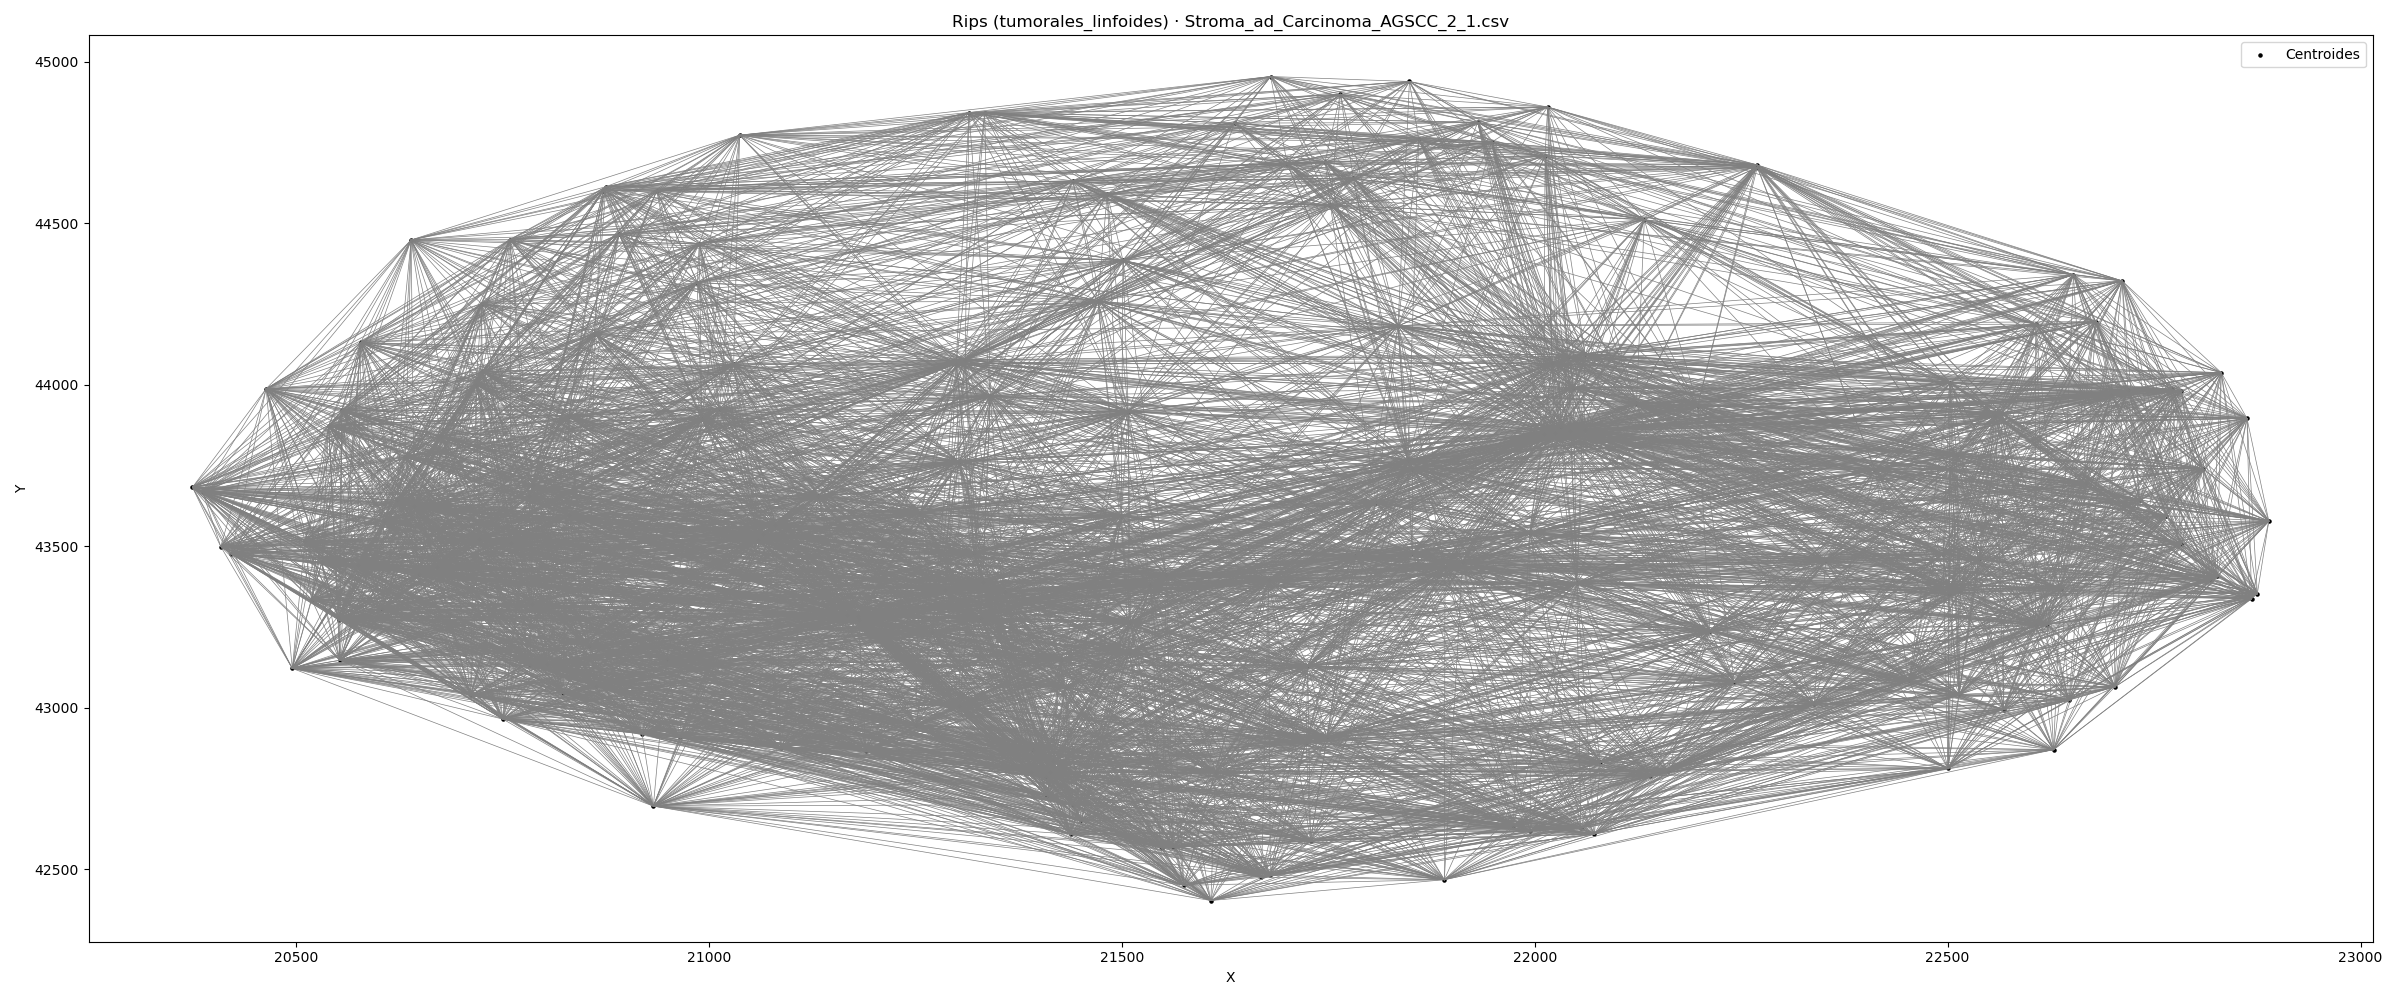 Rips (tumorales_linfoides) · Stroma_ad_Carcinoma_AGSCC_2_1.csv
Centroides
45000
44500
44000
43500
43000
42500
Y
20500 21000 21500 22000 22500 23000
X